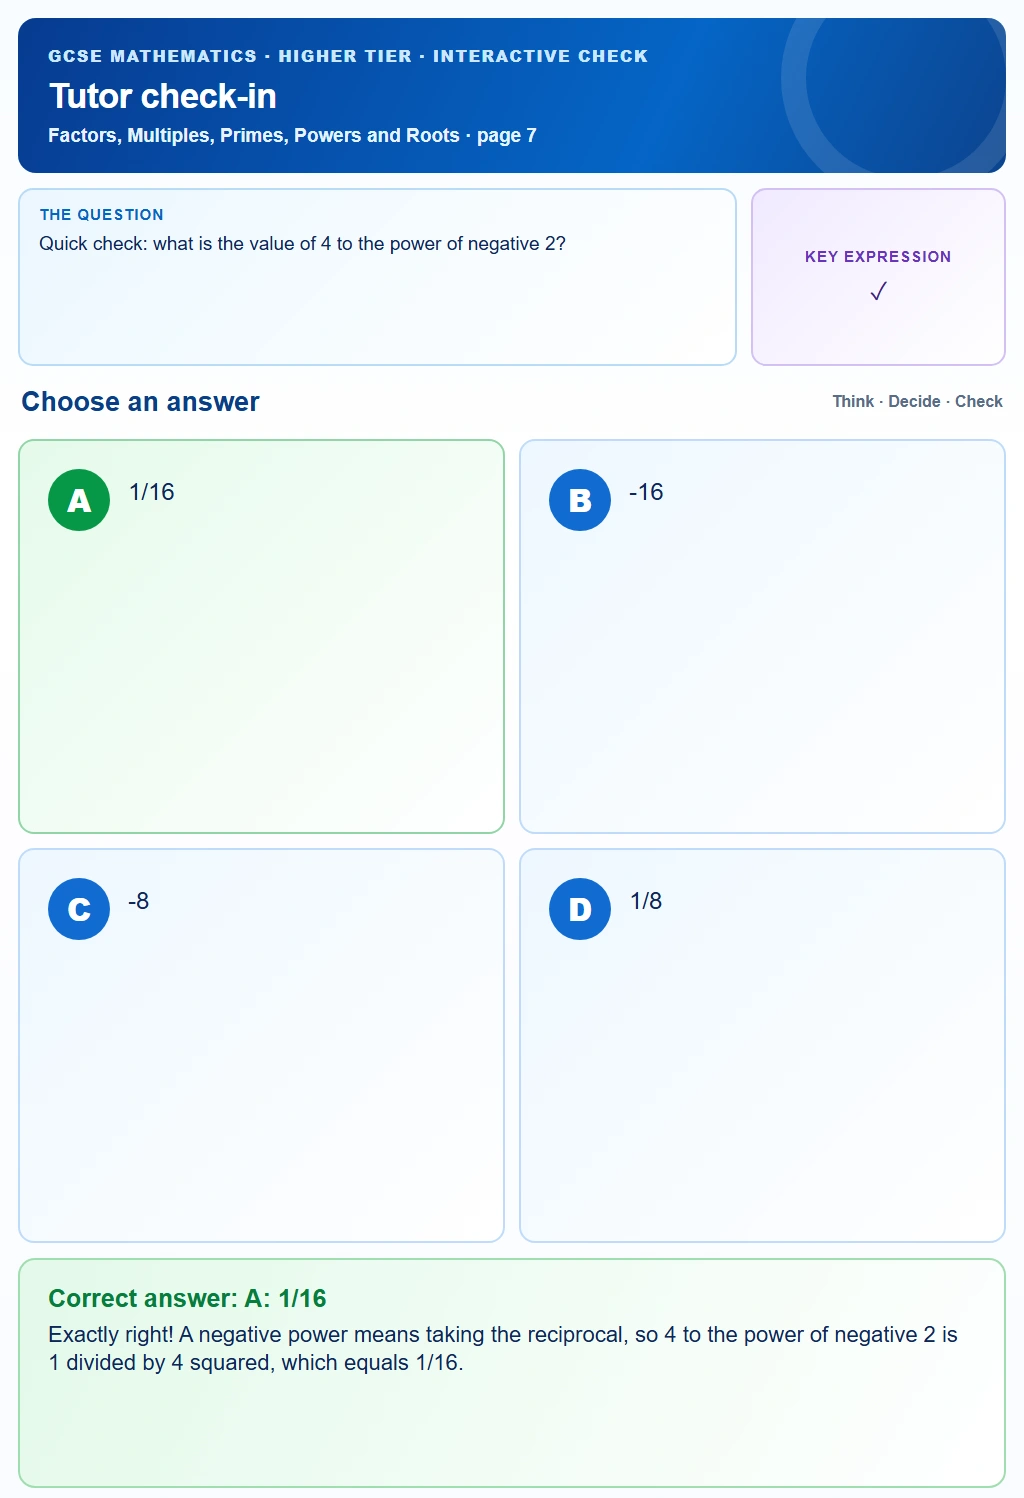 GCSE MATHEMATICS · HIGHER TIER · INTERACTIVE CHECK
Tutor check-in
Factors, Multiples, Primes, Powers and Roots · page 7
THE QUESTION
Quick check: what is the value of 4 to the power of negative 2?
KEY EXPRESSION
✓
Choose an answer
Think · Decide · Check
A 1/16
B -16
C -8
D 1/8
Correct answer: A: 1/16
Exactly right! A negative power means taking the reciprocal, so 4 to the power of negative 2 is
1 divided by 4 squared, which equals 1/16.